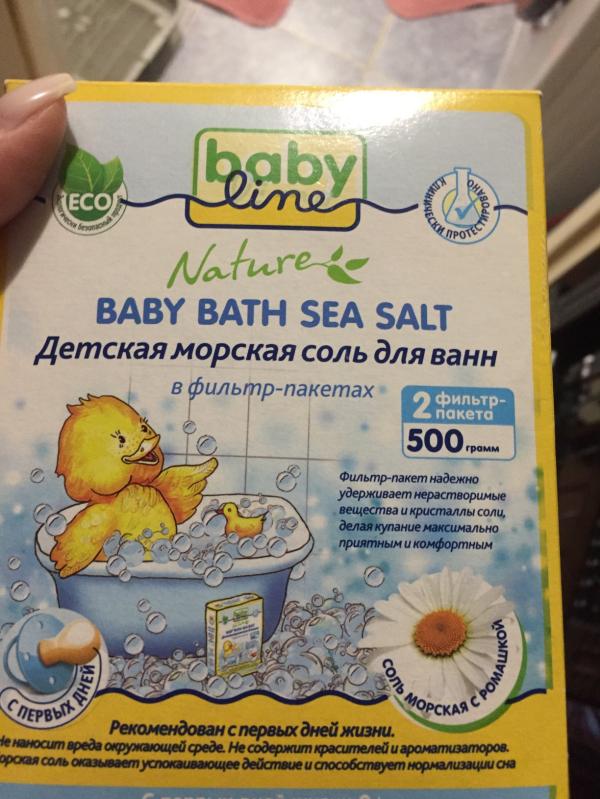 baby
line
ECO
КЛИНИЧЕСКИ ПРОТЕСТИРОВАНО
Nature
BABY BATH SEA SALT
Детская морская соль для ванн
в фильтр-пакетах
2 фильтр-
пакета
500 грамм
Фильтр-пакет надежно
удерживает нерастворимые
вещества и кристаллы соли,
делая купание максимально
приятным и комфортным
С ПЕРВЫХ ДНЕЙ
СОЛЬ МОРСКАЯ С РОМАШКОЙ
Рекомендован с первых дней жизни.
Не наносит вреда окружающей среде. Не содержит красителей и ароматизаторов.
орская соль оказывает успокаивающее действие и способствует нормализации сна